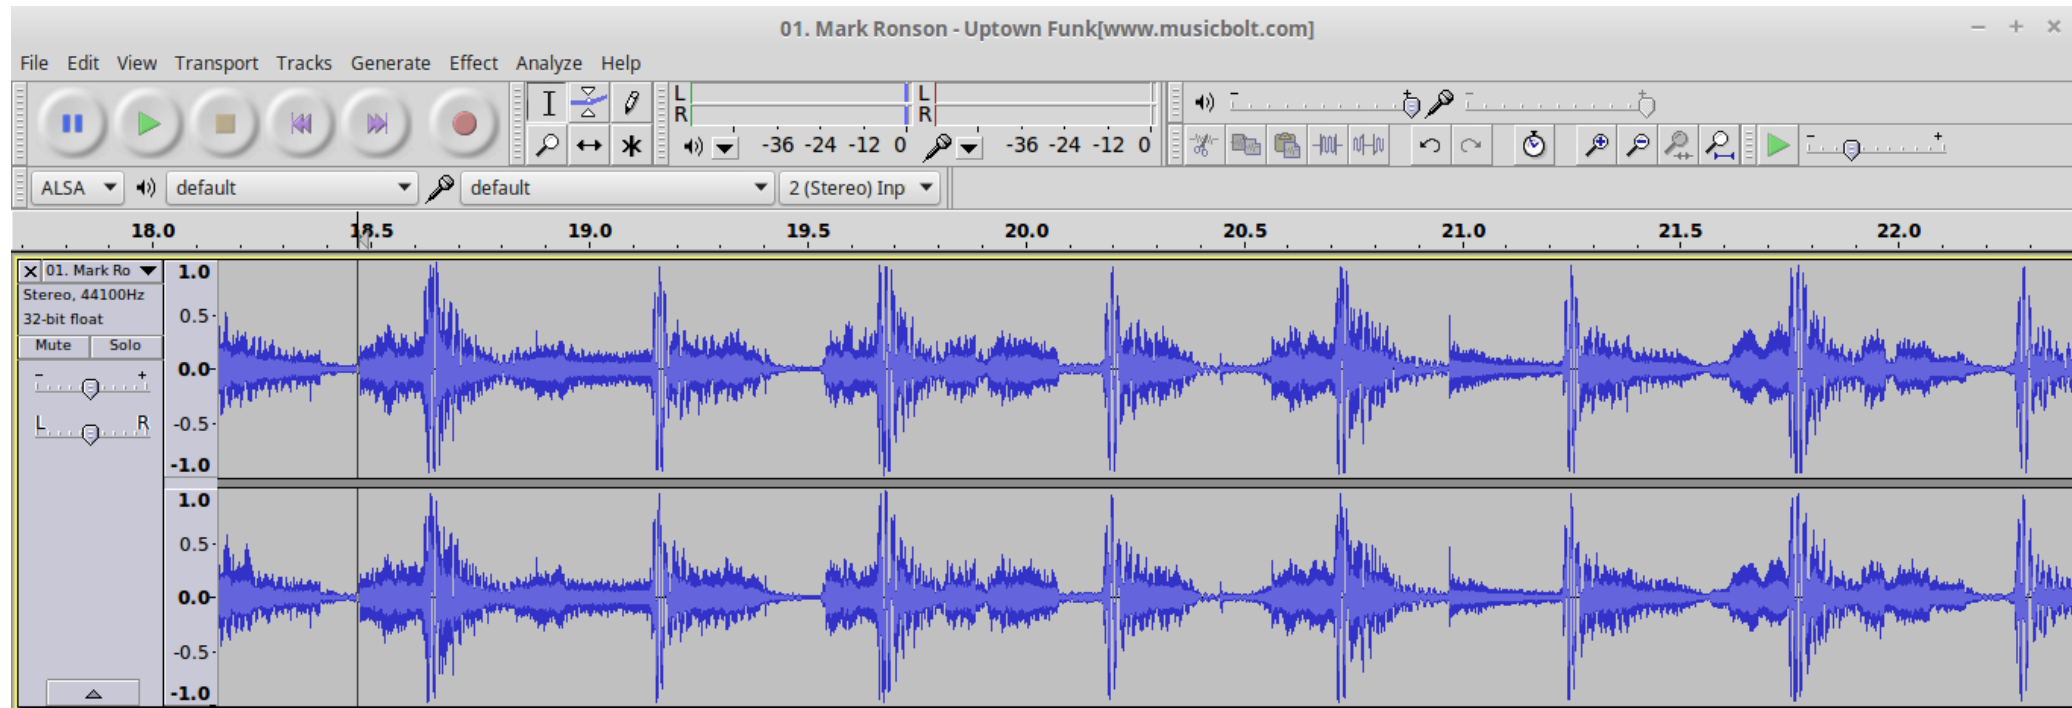 01. Mark Ronson - Uptown Funk[www.musicbolt.com]
File Edit View Transport Tracks Generate Effect Analyze Help
L
R
L
R
-36 -24 -12 0
-36 -24 -12 0
ALSA default default 2 (Stereo) Inp
18.0 18.5 19.0 19.5 20.0 20.5 21.0 21.5 22.0
01. Mark Ro
Stereo, 44100Hz
32-bit float
Mute Solo
- +
L R
1.0
0.5
0.0
-0.5
-1.0
1.0
0.5
0.0
-0.5
-1.0